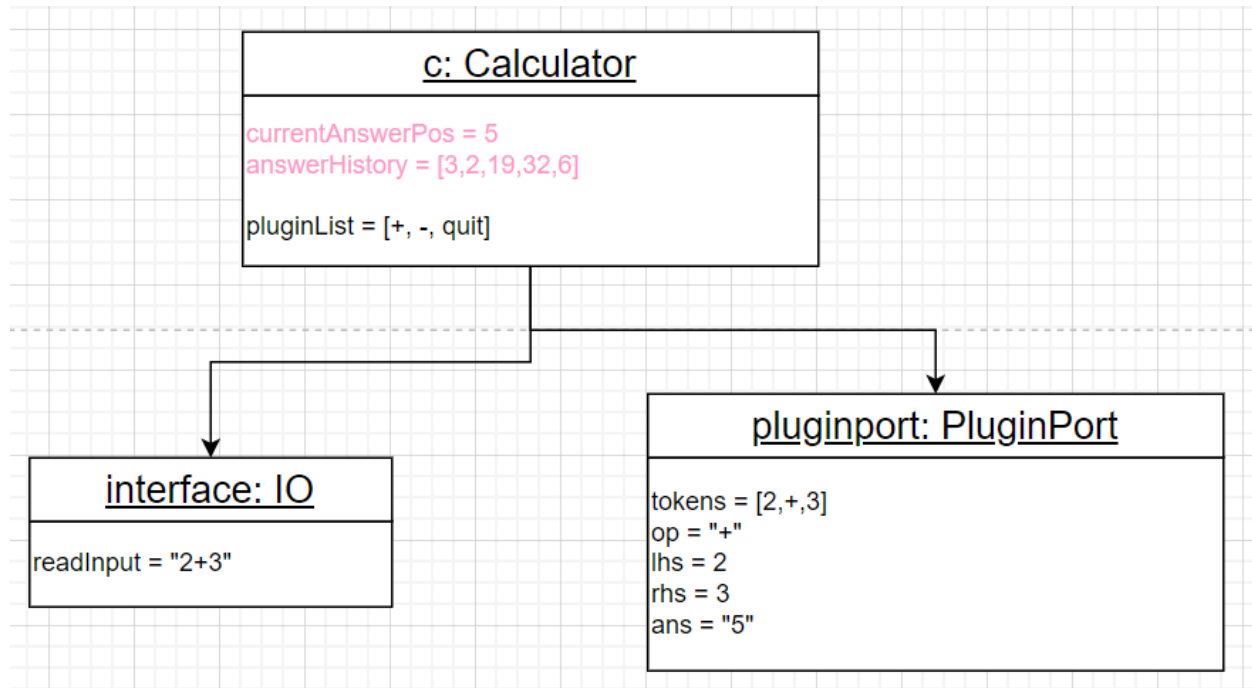 c: Calculator
currentAnswerPos = 5
answerHistory = [3,2,19,32,6]
pluginList = [+, -, quit]
interface: IO
readInput = "2+3"
pluginport: PluginPort
tokens = [2,+,3]
op = "+"
lhs = 2
rhs = 3
ans = "5"